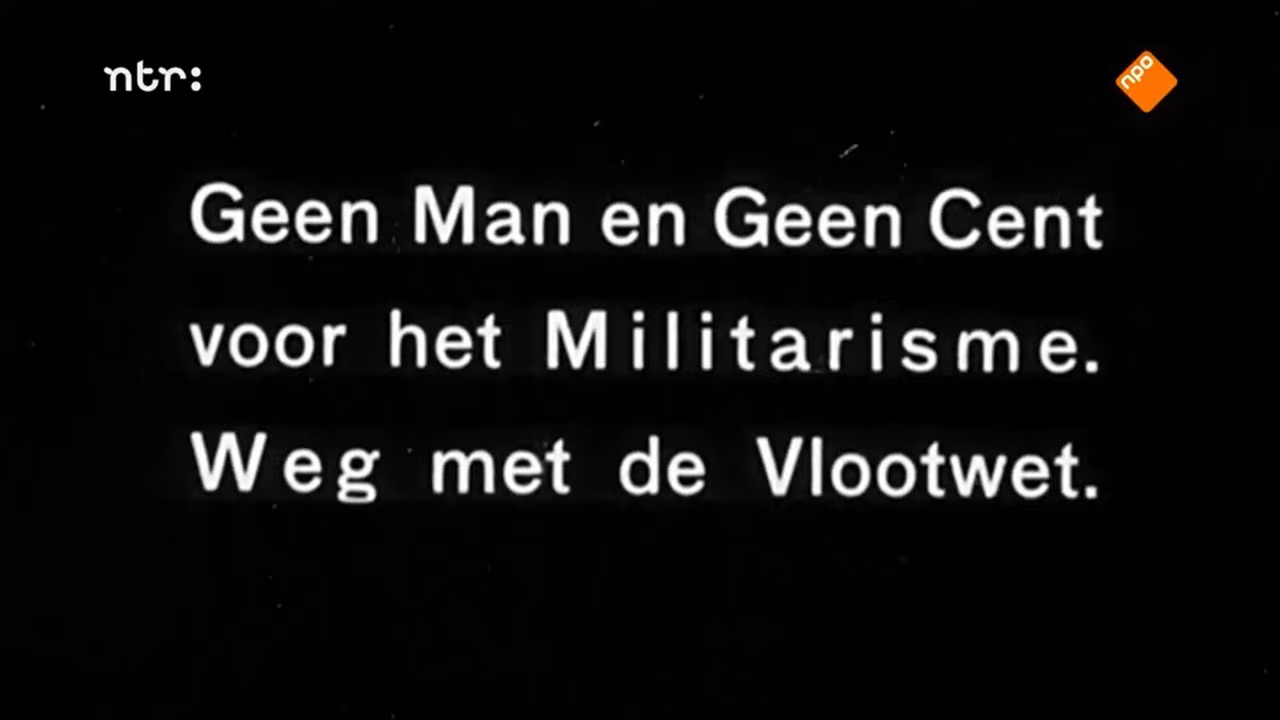 ntr:
npo
Geen Man en Geen Cent
voor het Militarisme.
Weg met de Vlootwet.